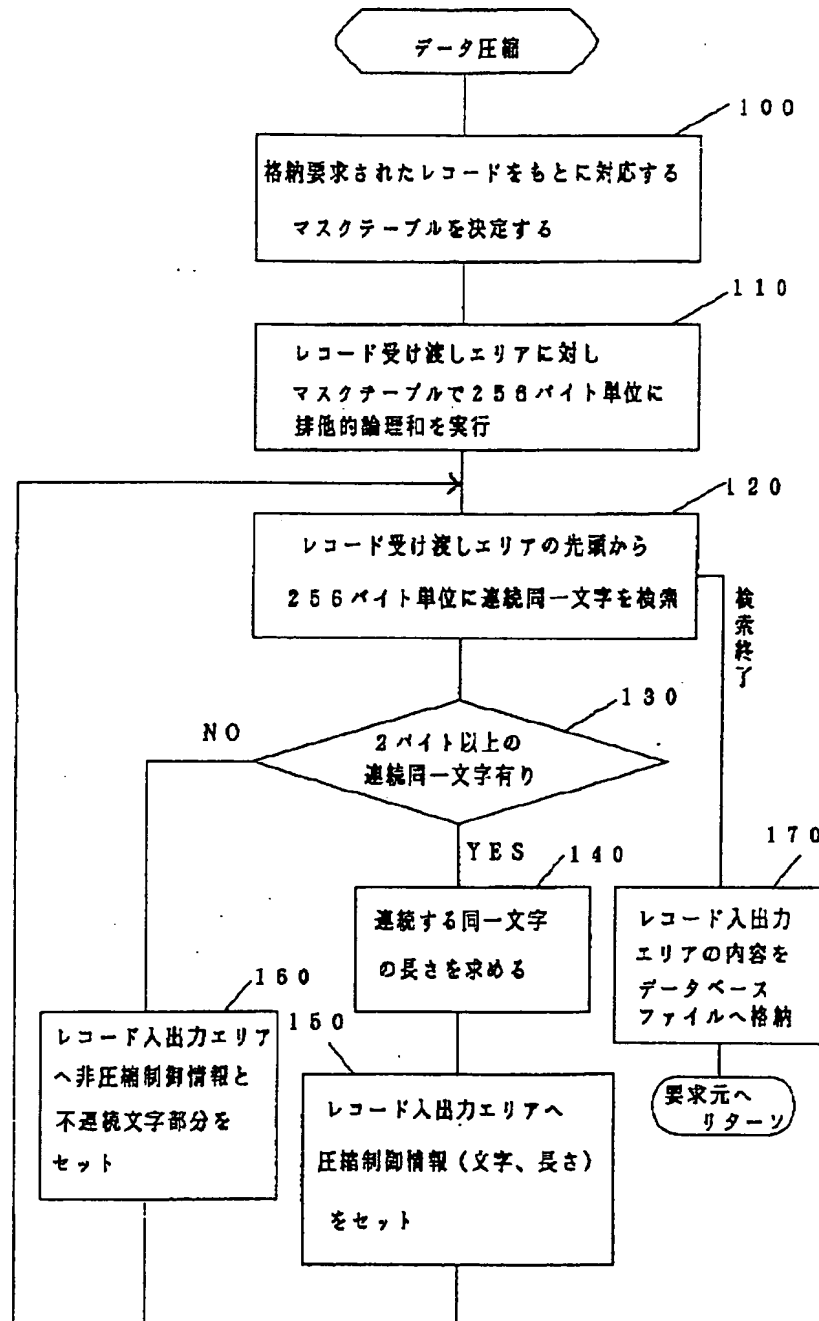 データ圧縮
100
格納要求されたレコードをもとに対応する
マスクテーブルを決定する
110
レコード受け渡しエリアに対し
マスクテーブルで256バイト単位に
排他的論理和を実行
120
レコード受け渡しエリアの先頭から
256バイト単位に連続同一文字を検索
検索終了
130
NO
2バイト以上の
連続同一文字有り
YES
140
連続する同一文字
の長さを求める
170
レコード入出力
エリアの内容を
データベース
ファイルへ格納
要求元へ
リターン
160
レコード入出力エリア
へ非圧縮制御情報と
不連続文字部分を
セット
150
レコード入出力エリアへ
圧縮制御情報(文字、長さ)
をセット